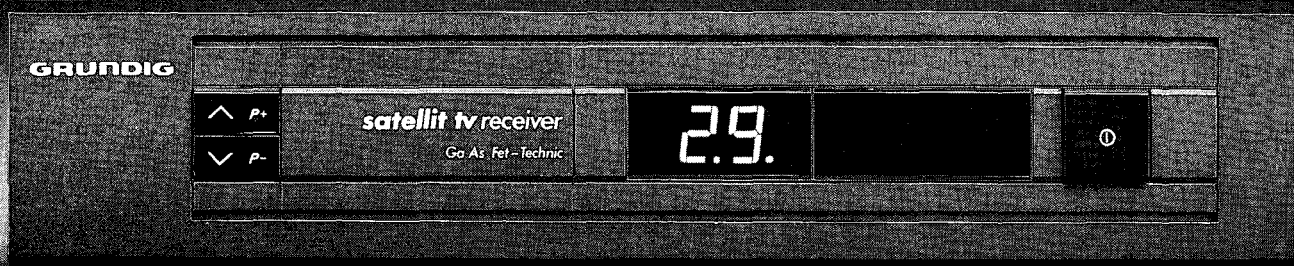 GRUNDIG
P+
P-
satellit tv receiver
Ga As Fet-Technic
2.9.